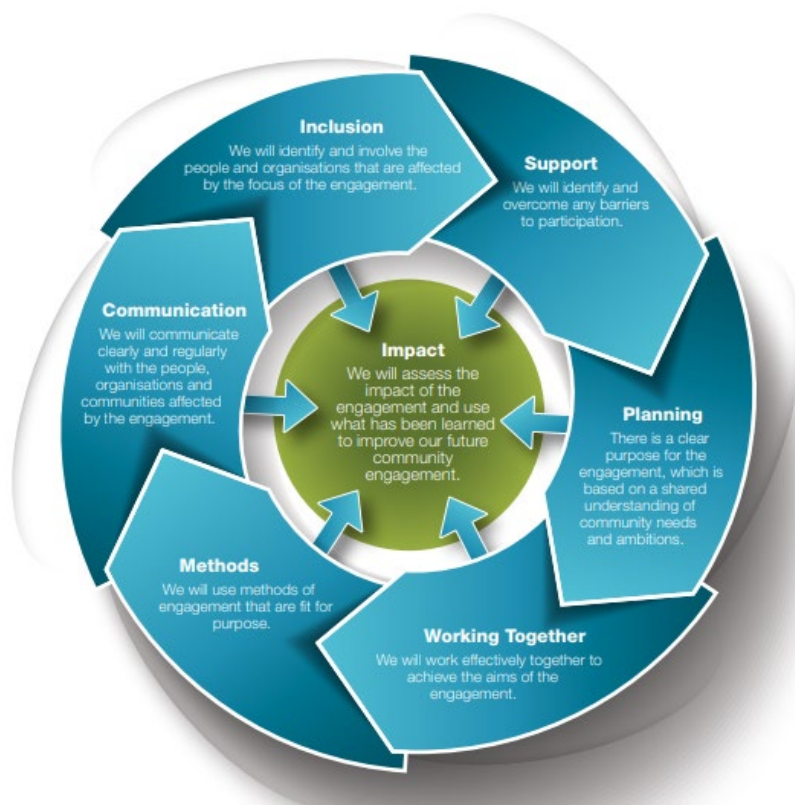 Inclusion
We will identify and involve the
people and organisations that are affected
by the focus of the engagement.
Support
We will identify and
overcome any barriers
to participation.
Planning
There is a clear
purpose for the
engagement, which is
based on a shared
understanding of
community needs
and ambitions.
Working Together
We will work effectively together to
achieve the aims of the
engagement.
Methods
We will use methods of
engagement that are fit for
purpose.
Communication
We will communicate
clearly and regularly
with the people,
organisations and
communities affected
by the engagement.
Impact
We will assess the
impact of the
engagement and use
what has been learned
to improve our future
community
engagement.